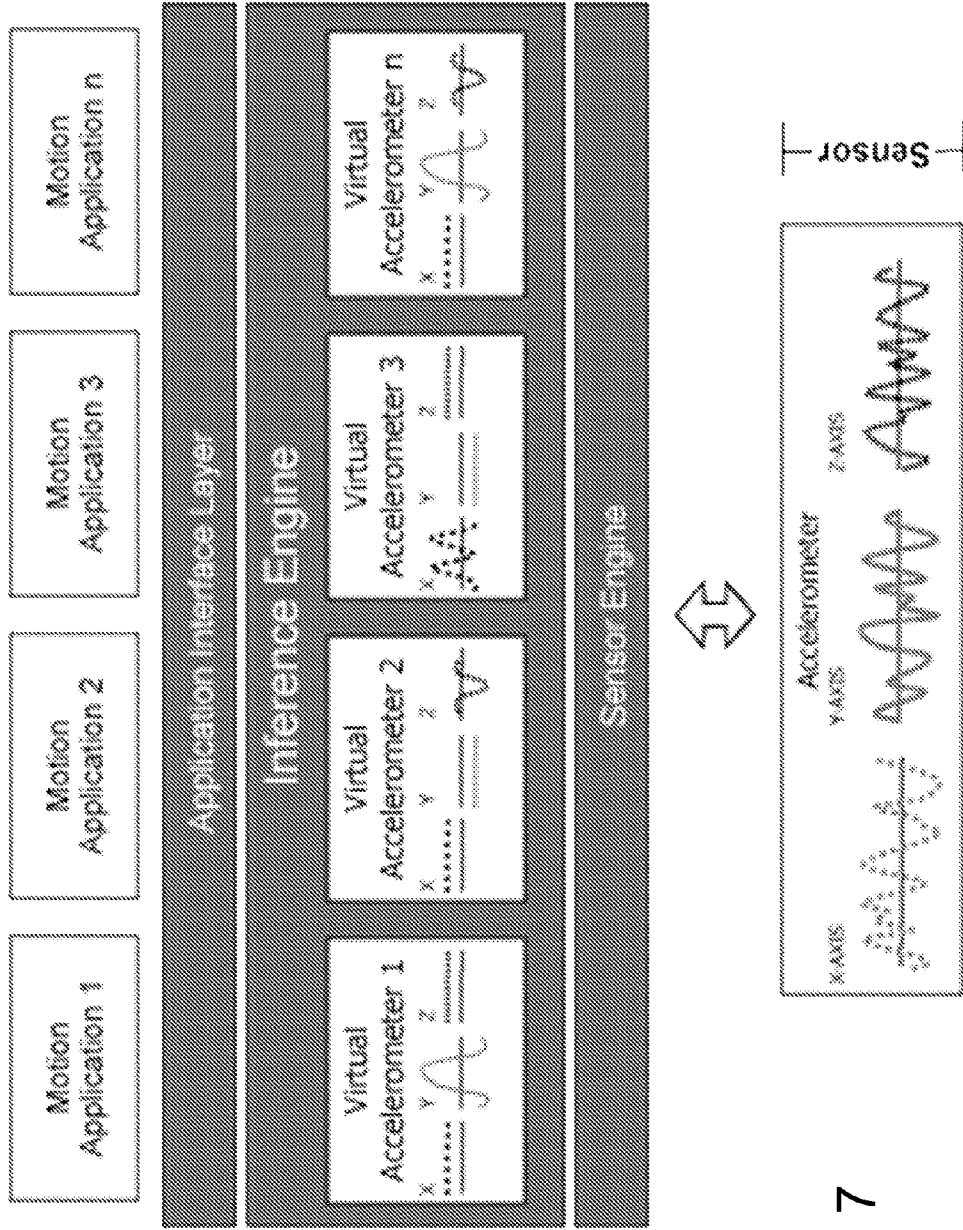 Motion
Application 1
Motion
Application 2
Motion
Application 3
Motion
Application n
Application Interface Layer
Inference Engine
Virtual
Accelerometer 1
X Y Z
Virtual
Accelerometer 2
X Y Z
Virtual
Accelerometer 3
X Y Z
Virtual
Accelerometer n
X Y Z
Sensor Engine
Accelerometer
X-AXIS
Y-AXIS
Z-AXIS
Sensor
7